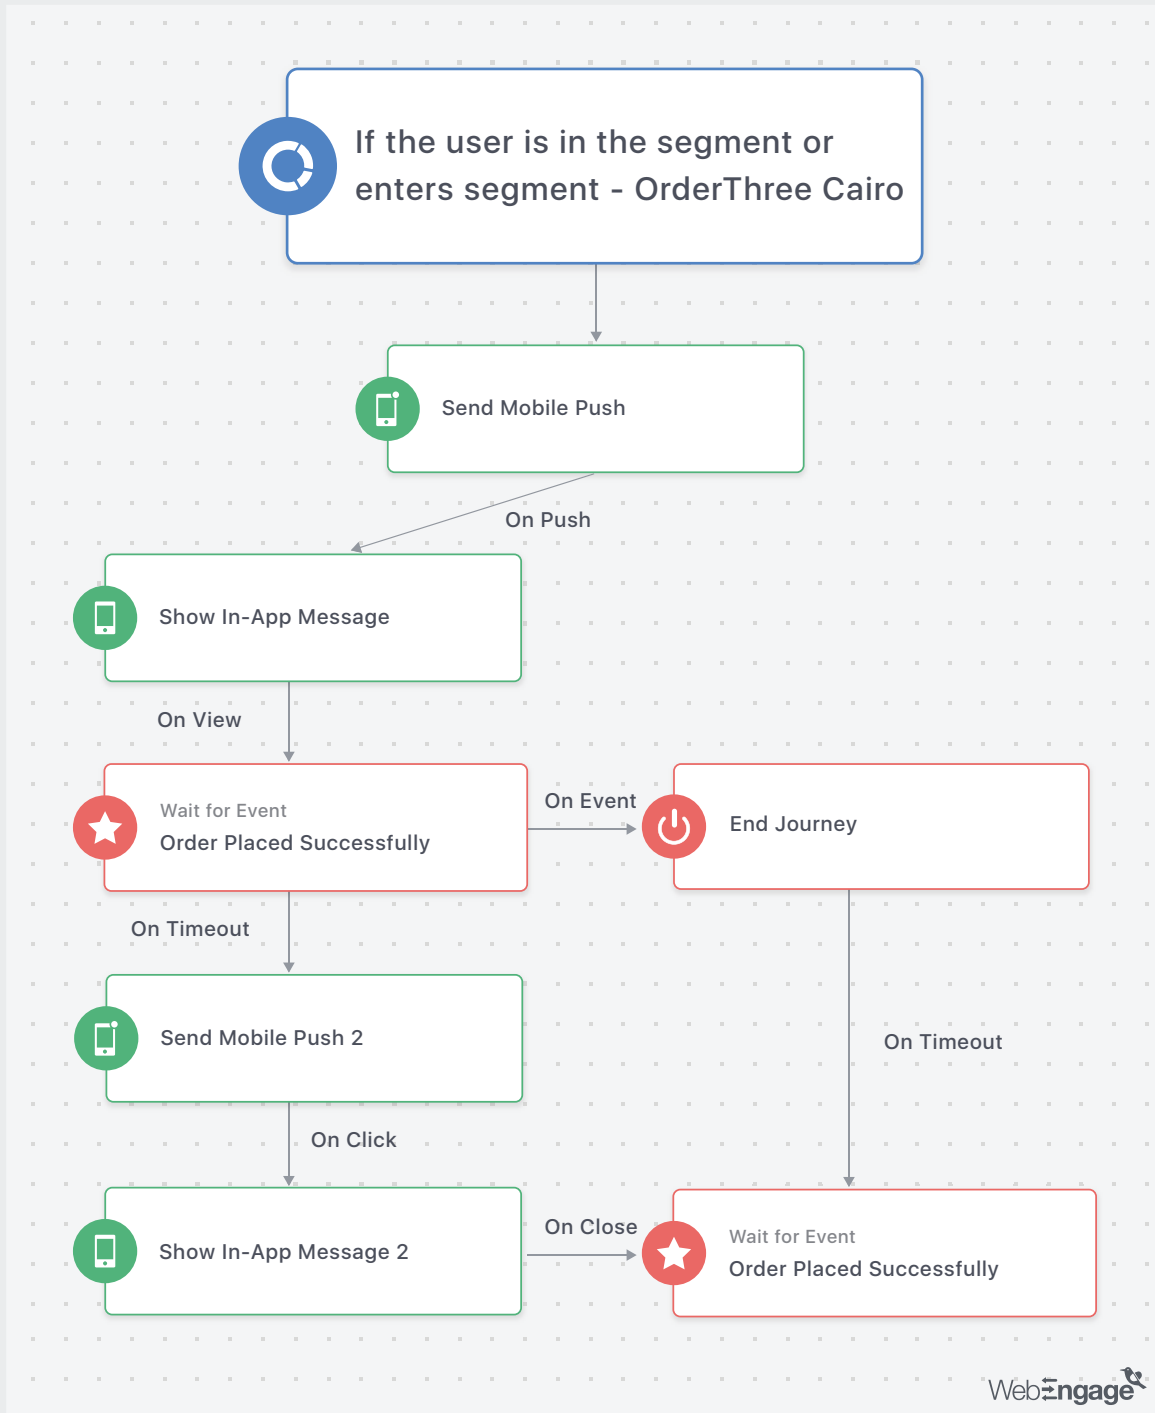 If the user is in the segment or
enters segment - OrderThree Cairo
Send Mobile Push
On Push
Show In-App Message
On View
Wait for Event
Order Placed Successfully
On Event
End Journey
On Timeout
Send Mobile Push 2
On Timeout
On Click
Show In-App Message 2
On Close
Wait for Event
Order Placed Successfully
WebEngage